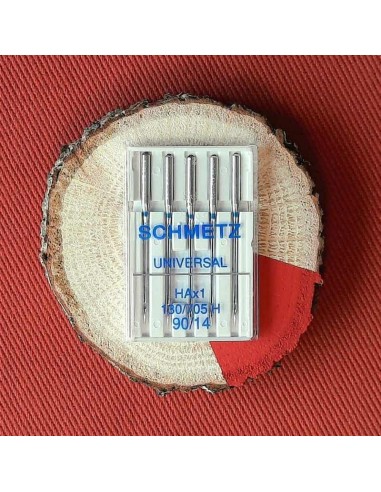 SCHMETZ
UNIVERSAL
HAx1
130/705 H
90/14